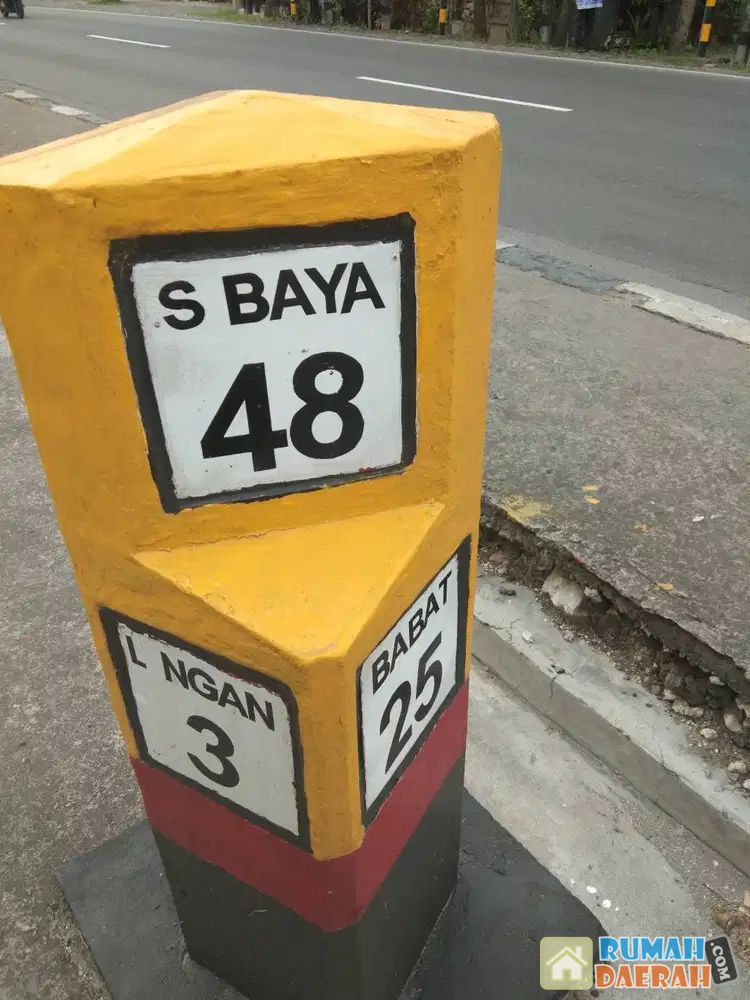 S BAYA
48
L NGAN
3
BABAT
25
RUMAH
DAERAH
.COM